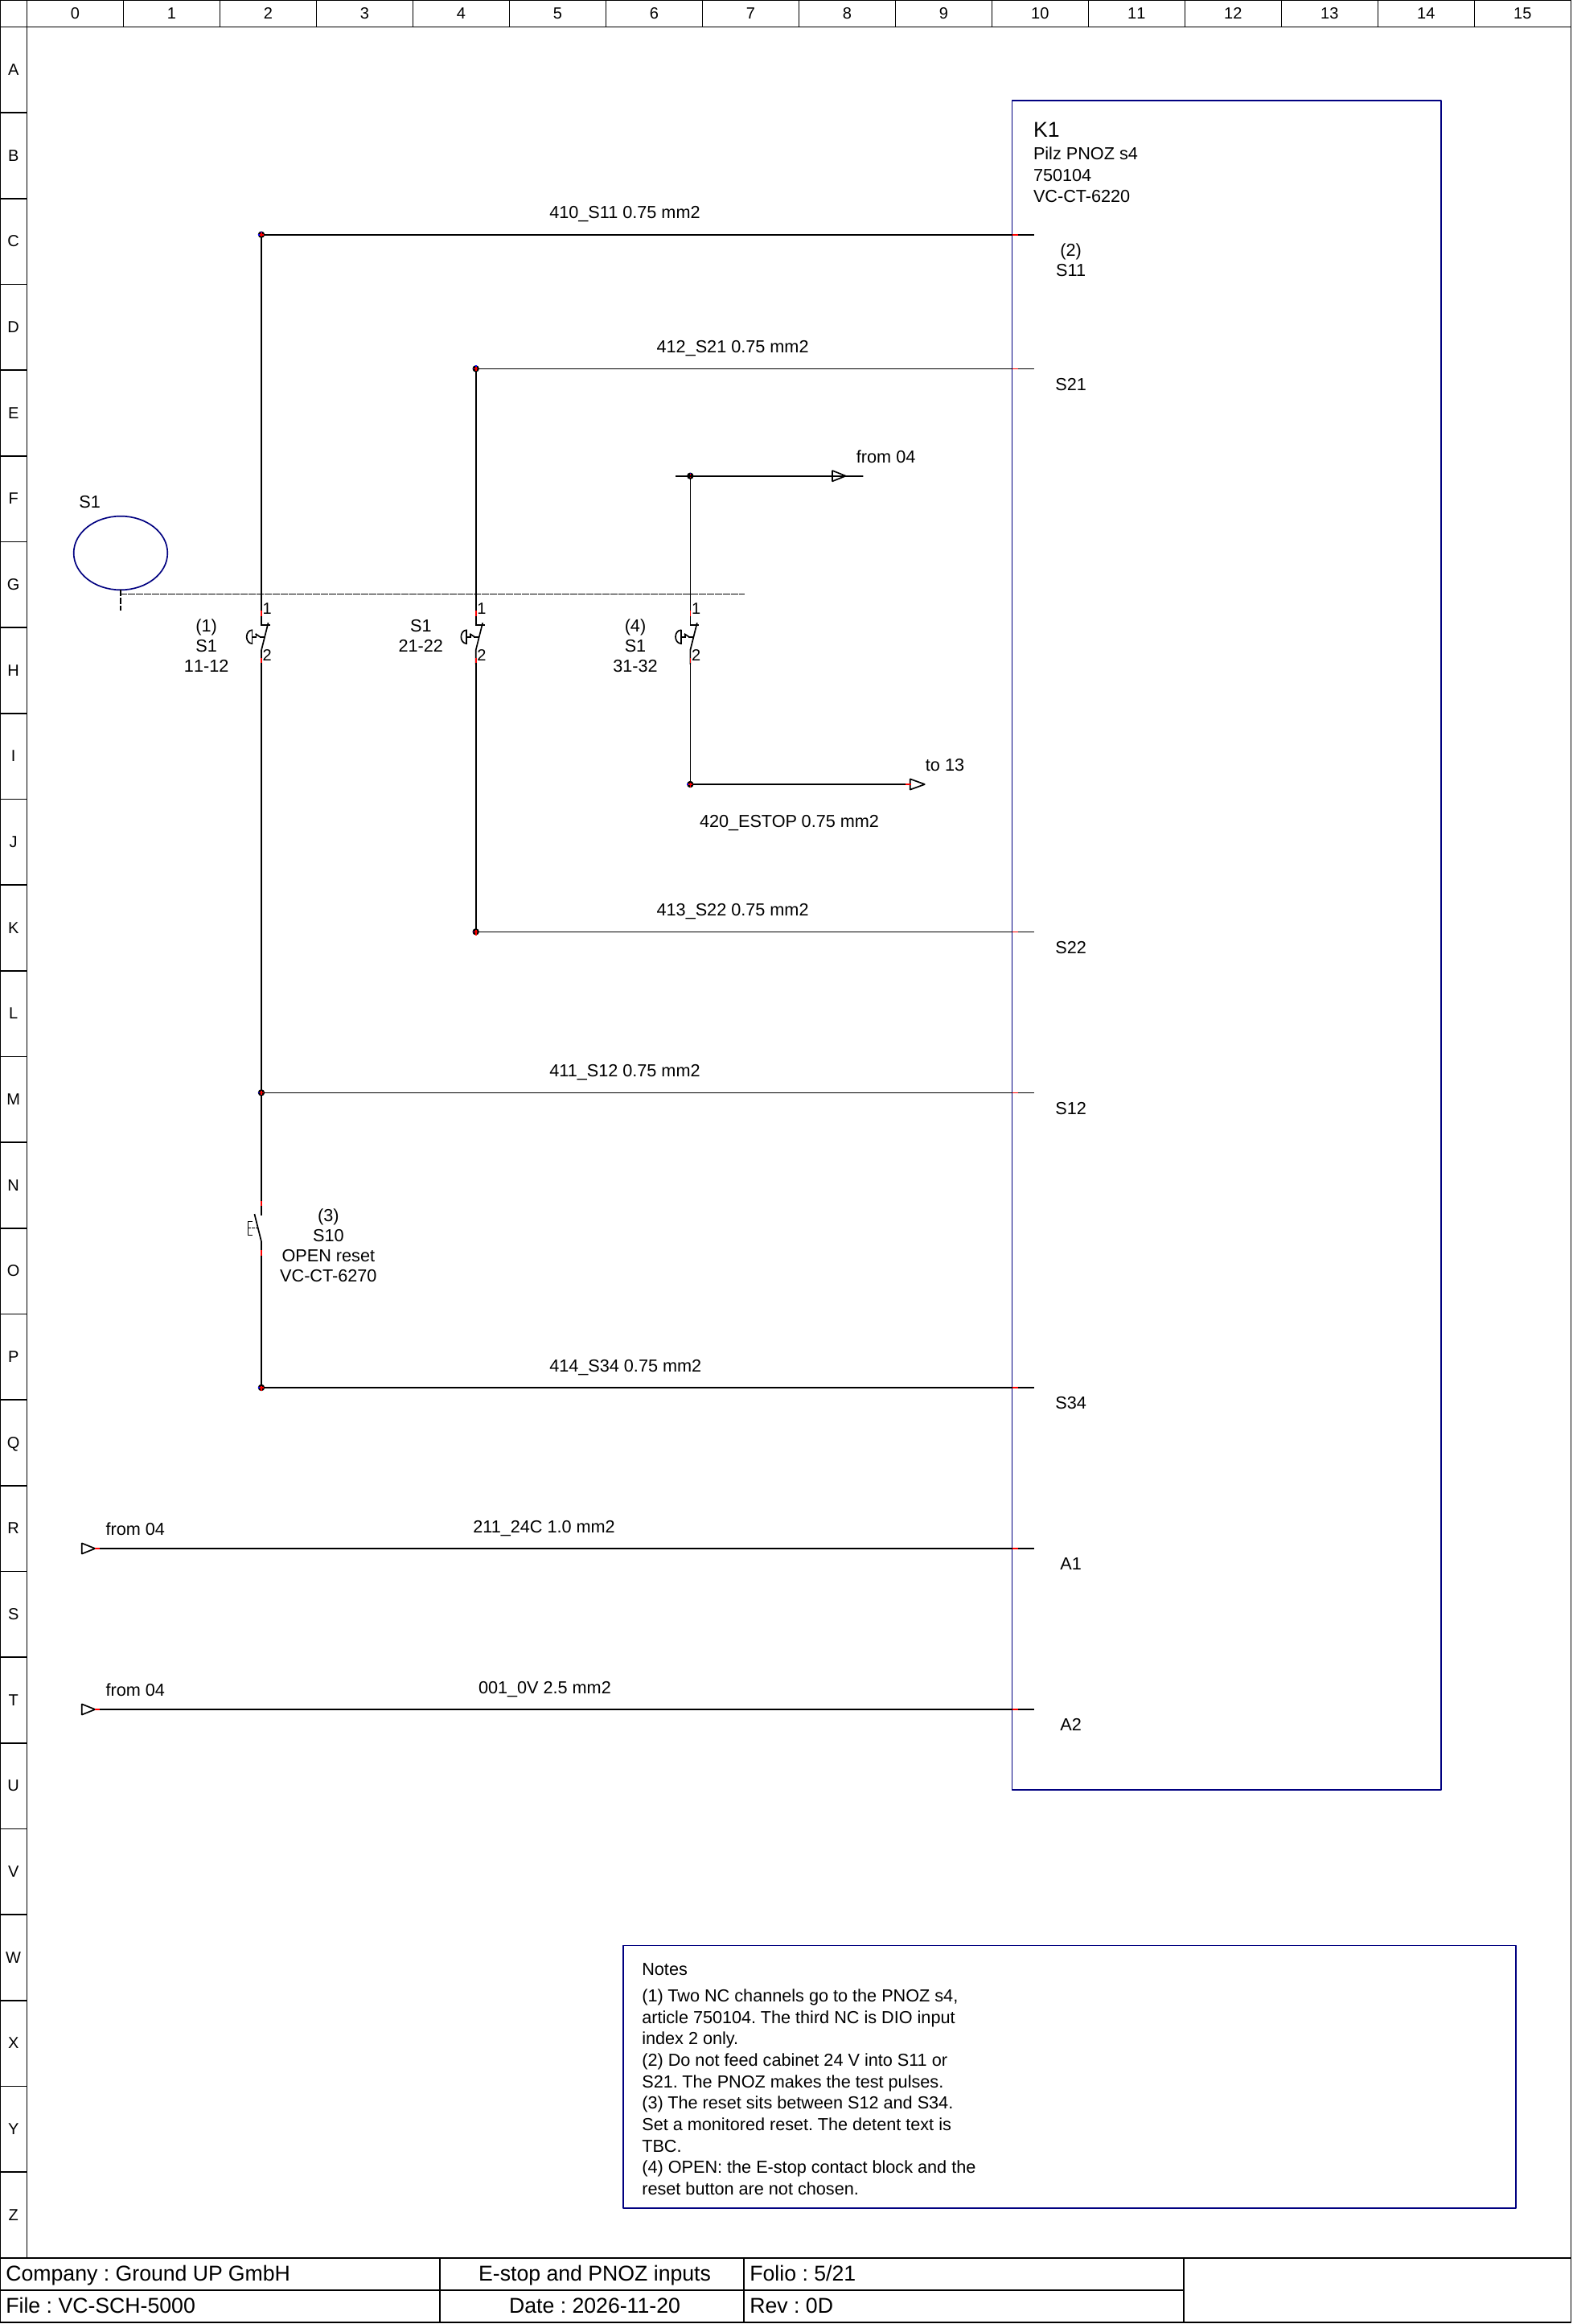 0 1 2 3 4 5 6 7 8 9 10 11 12 13 14 15
A
B
C
D
E
F
G
H
I
J
K
L
M
N
O
P
Q
R
S
T
U
V
W
X
Y
Z
K1
Pilz PNOZ s4
750104
VC-CT-6220
410_S11 0.75 mm2
(2)
S11
412_S21 0.75 mm2
S21
from 04
S1
1
2
(1)
S1
11-12
1
2
S1
21-22
1
2
(4)
S1
31-32
to 13
420_ESTOP 0.75 mm2
413_S22 0.75 mm2
S22
411_S12 0.75 mm2
S12
(3)
S10
OPEN reset
VC-CT-6270
414_S34 0.75 mm2
S34
from 04
211_24C 1.0 mm2
A1
from 04
001_0V 2.5 mm2
A2
Notes
(1) Two NC channels go to the PNOZ s4,
article 750104. The third NC is DIO input
index 2 only.
(2) Do not feed cabinet 24 V into S11 or
S21. The PNOZ makes the test pulses.
(3) The reset sits between S12 and S34.
Set a monitored reset. The detent text is
TBC.
(4) OPEN: the E-stop contact block and the
reset button are not chosen.
Company : Ground UP GmbH
E-stop and PNOZ inputs
Folio : 5/21
File : VC-SCH-5000
Date : 2026-11-20
Rev : 0D